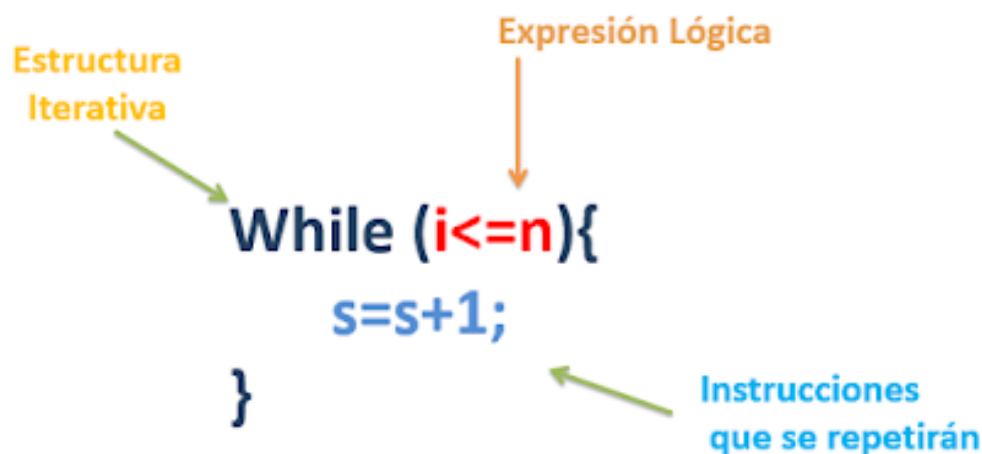 Expresión Lógica
Estructura
Iterativa
While (i<=n){
s=s+1;
}
Instrucciones
que se repetirán